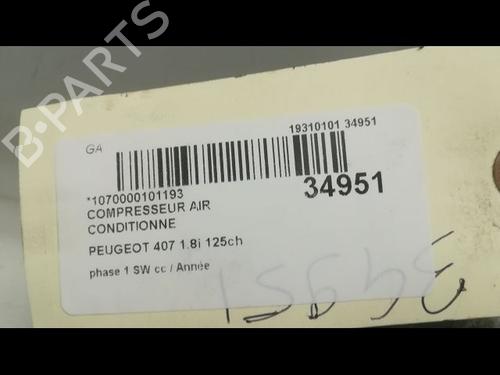 B-PARTS
GA
19310101 34951
*1070000101193
34951
COMPRESSEUR AIR
CONDITIONNE
PEUGEOT 407 1.8i 125ch
phase 1 SW cc / Année
34951